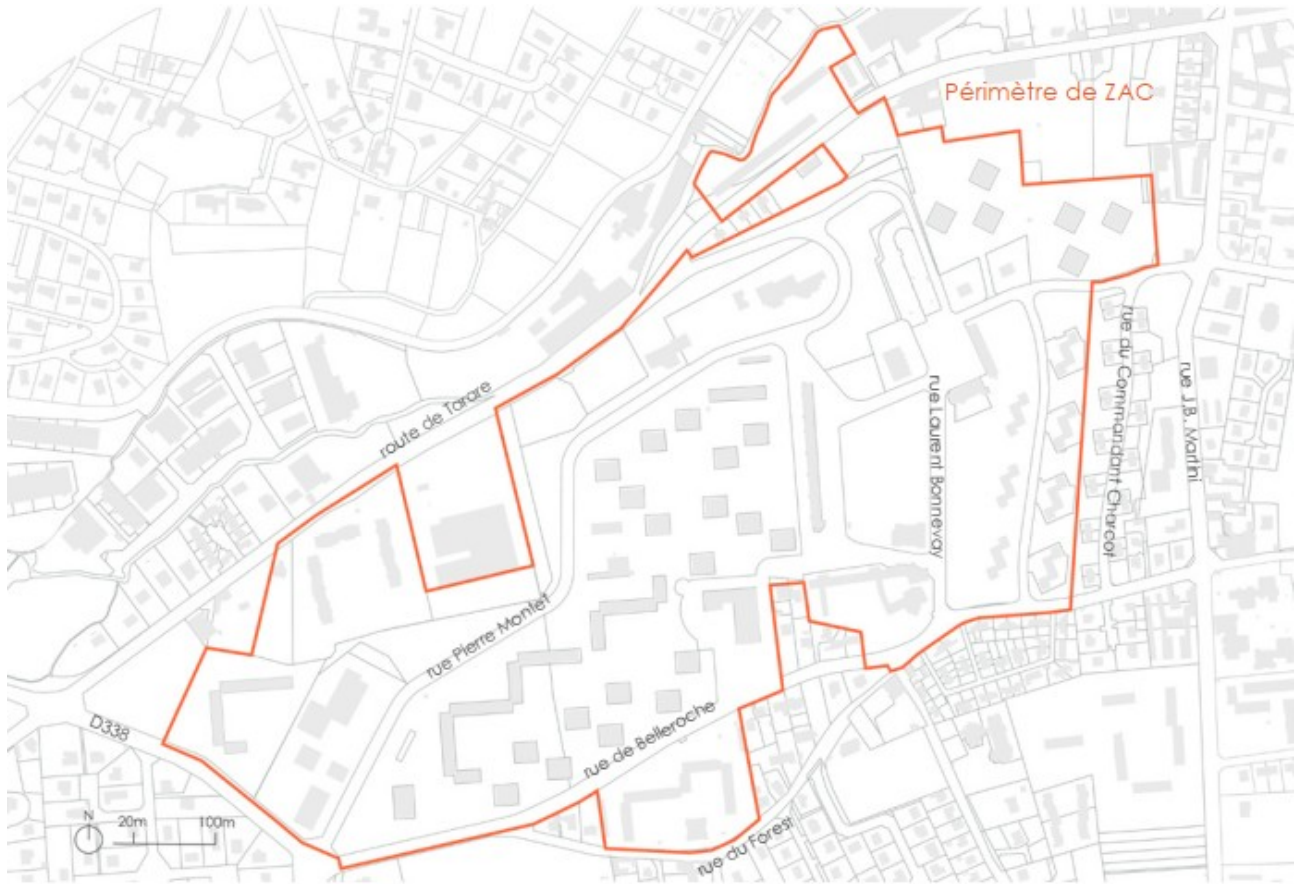 Périmètre de ZAC
route de Tarare
rue Laurent Bonnevay
rue du Commandant Charcot
rue J.B. Martini
rue Pierre Montet
D338
rue de Belleroche
rue du Forest
N
20m
100m